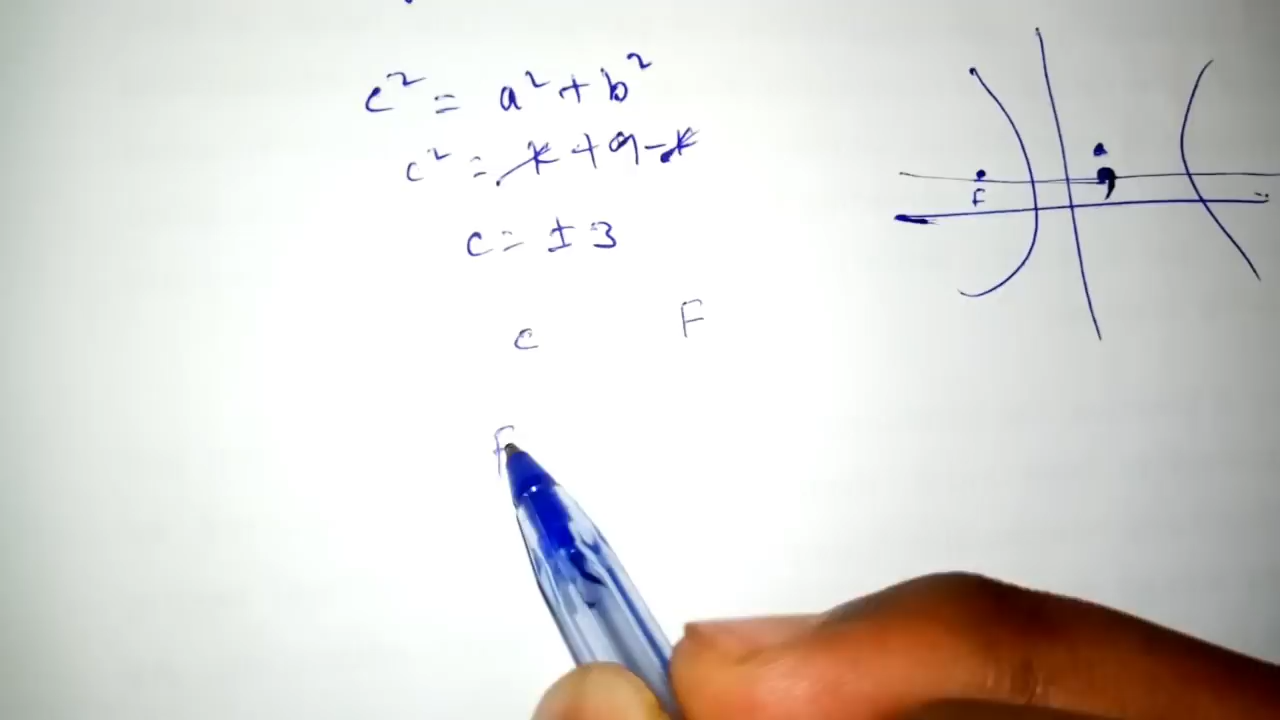 c² = a² + b²
c² = k + 9 - k
c = ± 3
F
c F
F